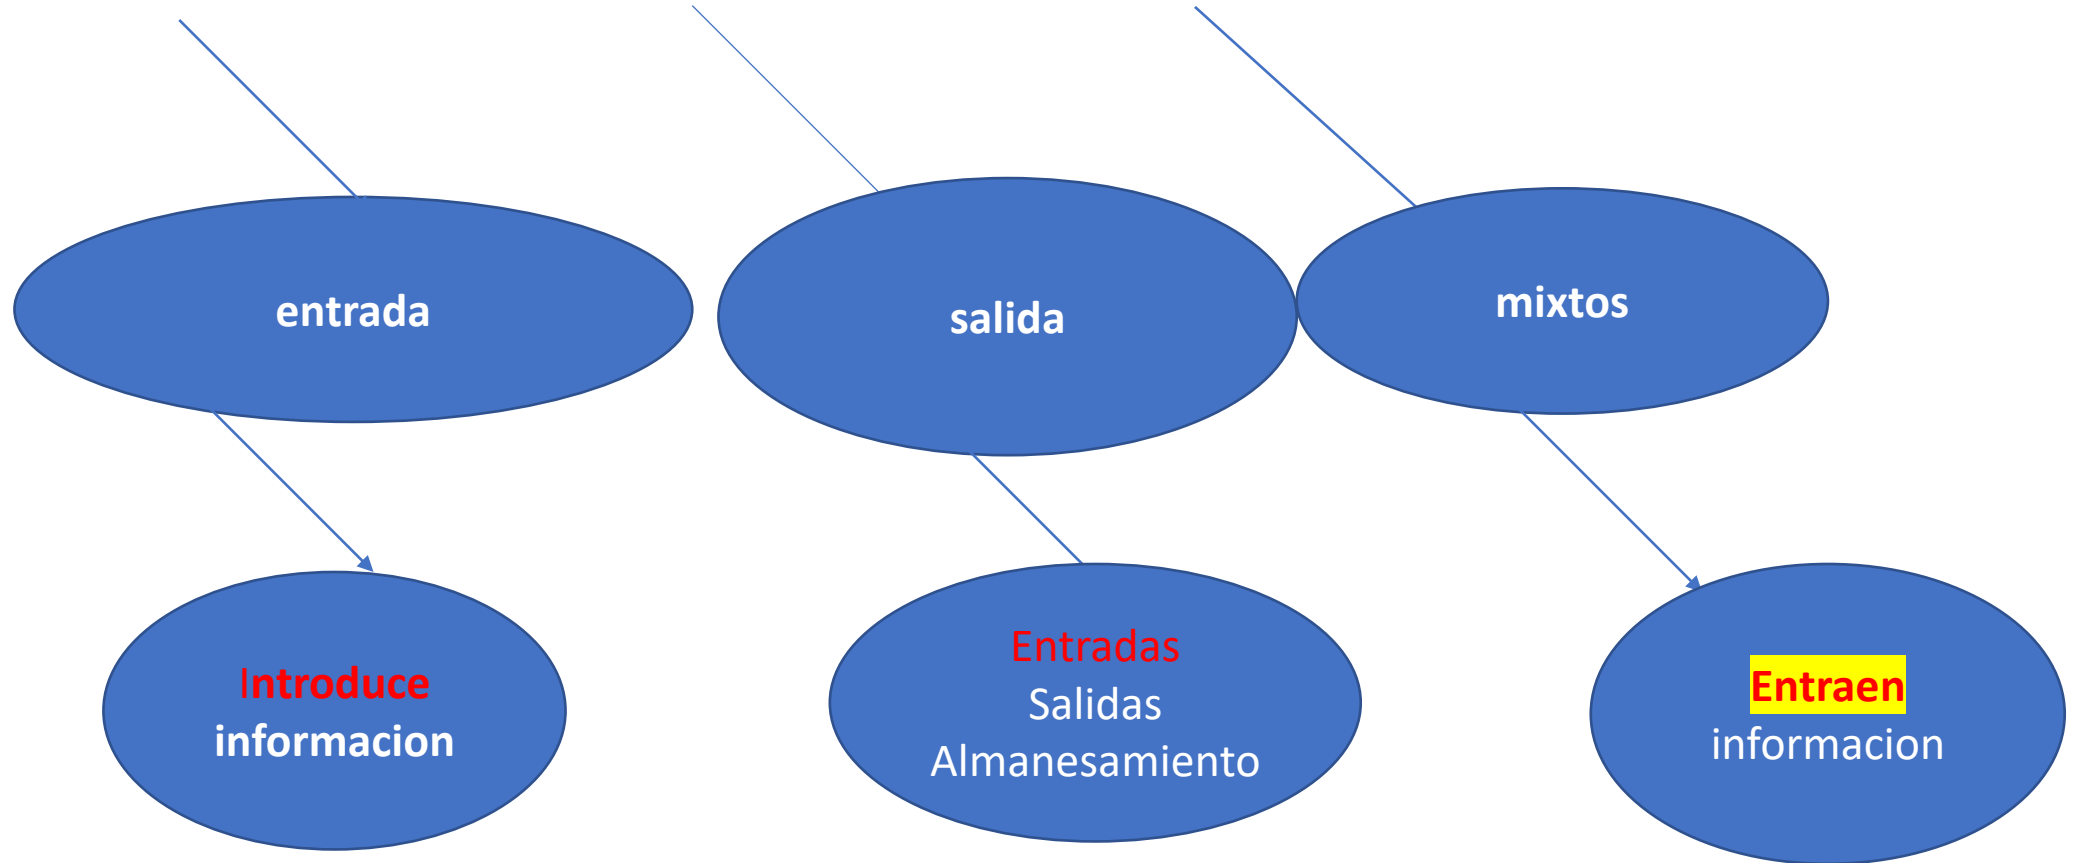 entrada
salida
mixtos
Introduce
informacion
Entradas
Salidas
Almanesamiento
Entraen
informacion